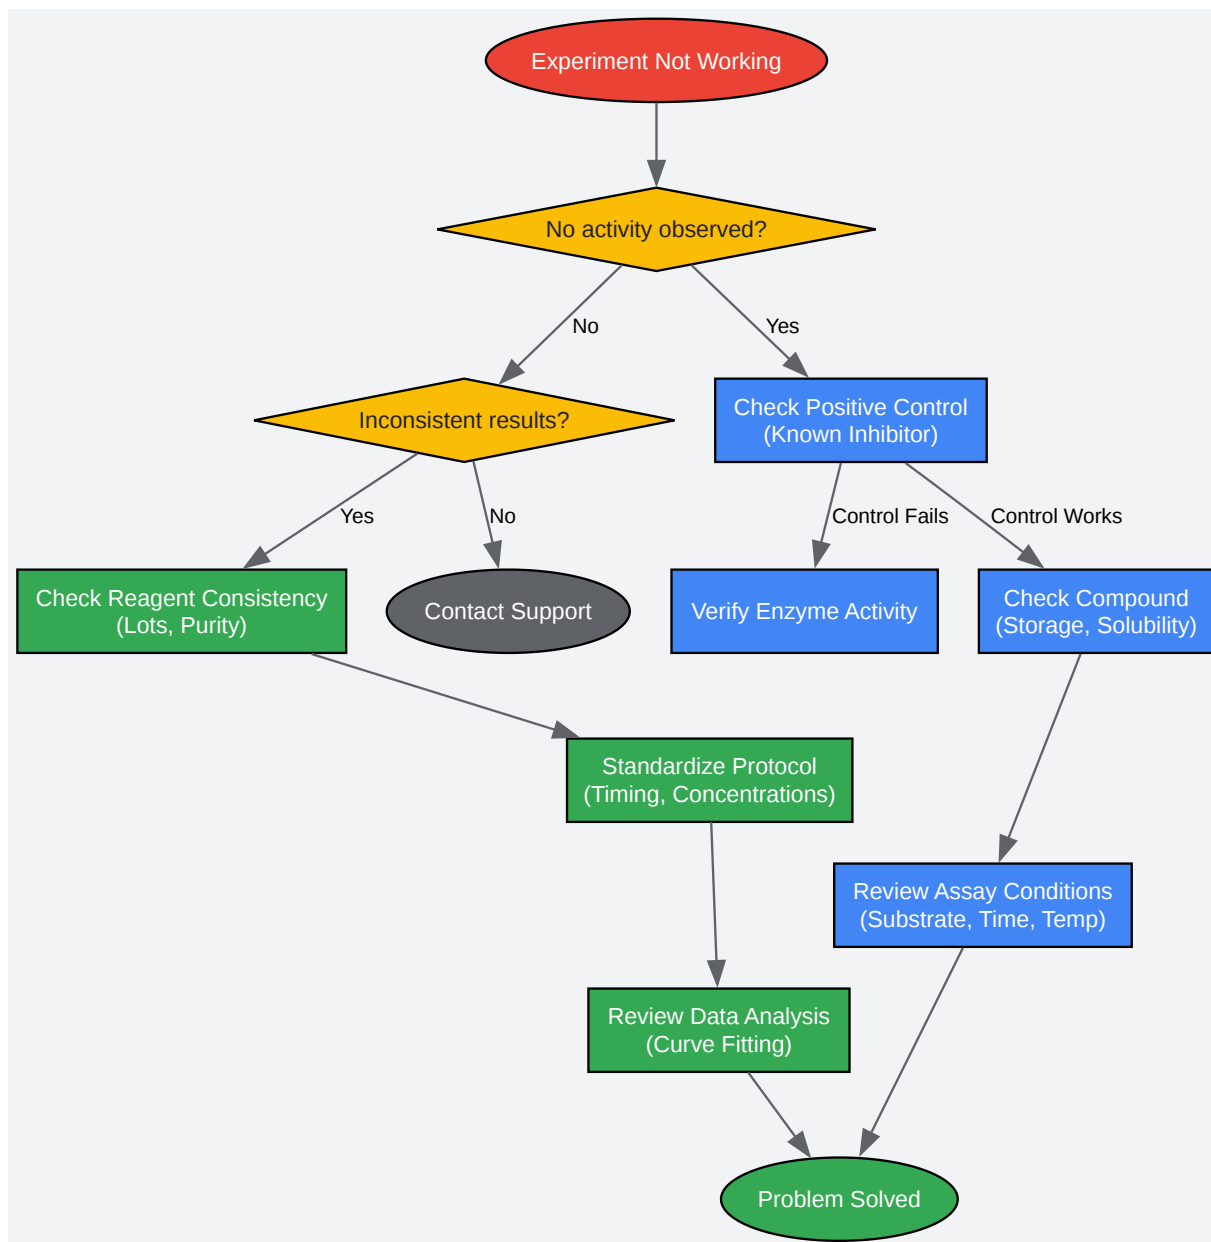 Experiment Not Working
No activity observed?
No
Yes
Inconsistent results?
Check Positive Control
(Known Inhibitor)
Yes
No
Control Fails
Control Works
Check Reagent Consistency
(Lots, Purity)
Contact Support
Verify Enzyme Activity
Check Compound
(Storage, Solubility)
Standardize Protocol
(Timing, Concentrations)
Review Assay Conditions
(Substrate, Time, Temp)
Review Data Analysis
(Curve Fitting)
Problem Solved